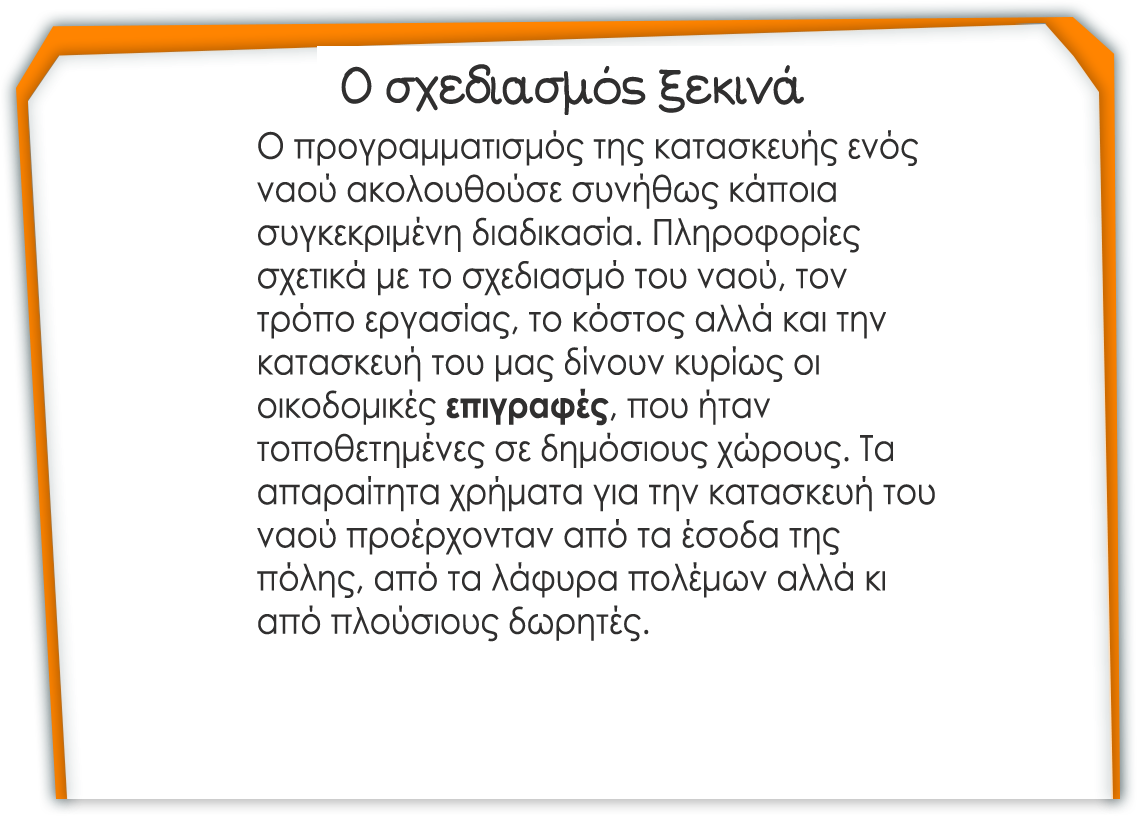 Ο σχεδιασμός ξεκινά
Ο προγραμματισμός της κατασκευής ενός
ναού ακολουθούσε συνήθως κάποια
συγκεκριμένη διαδικασία. Πληροφορίες
σχετικά με το σχεδιασμό του ναού, τον
τρόπο εργασίας, το κόστος αλλά και την
κατασκευή του μας δίνουν κυρίως οι
οικοδομικές επιγραφές, που ήταν
τοποθετημένες σε δημόσιους χώρους. Τα
απαραίτητα χρήματα για την κατασκευή του
ναού προέρχονταν από τα έσοδα της
πόλης, από τα λάφυρα πολέμων αλλά κι
από πλούσιους δωρητές.